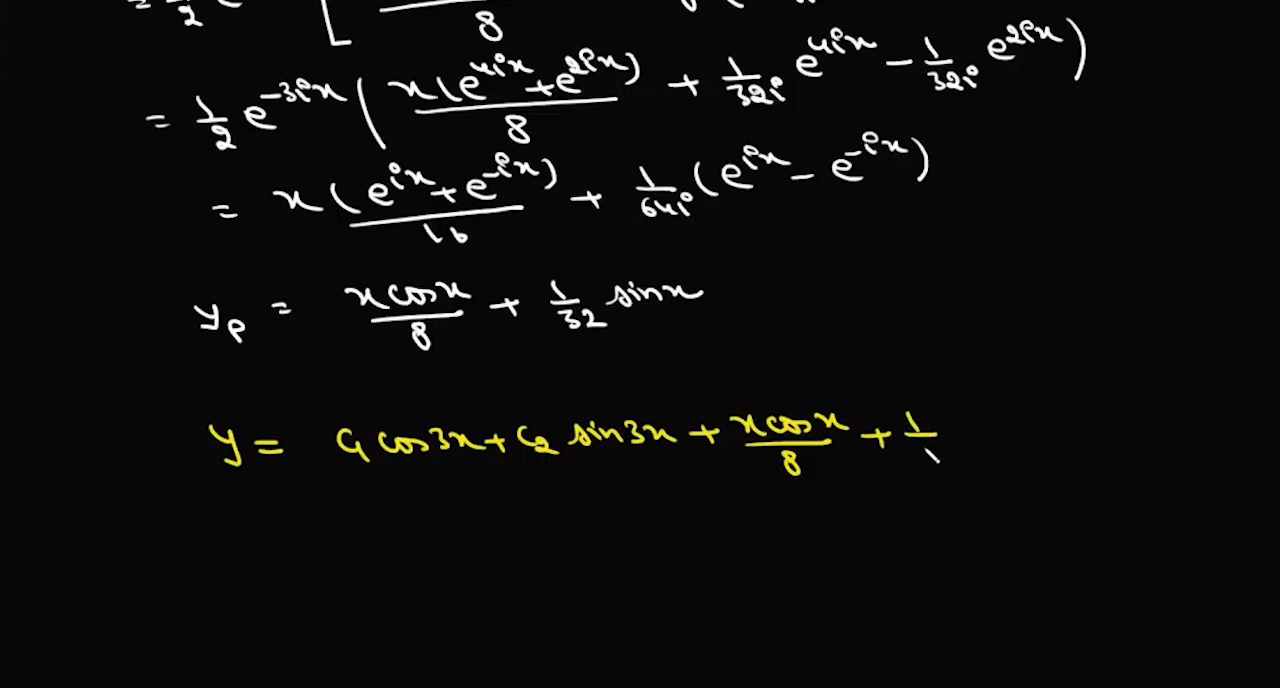 8
= 1/2 e^{-3ix} ( x(e^{4ix} + e^{2ix})/8 + 1/32i e^{4ix} - 1/32i e^{2ix} )
= x(e^{ix} + e^{-ix})/16 + 1/64i (e^{ix} - e^{-ix})
y_p = x cos x/8 + 1/32 sin x
y = c_1 cos 3x + c_2 sin 3x + x cos x/8 + 1/